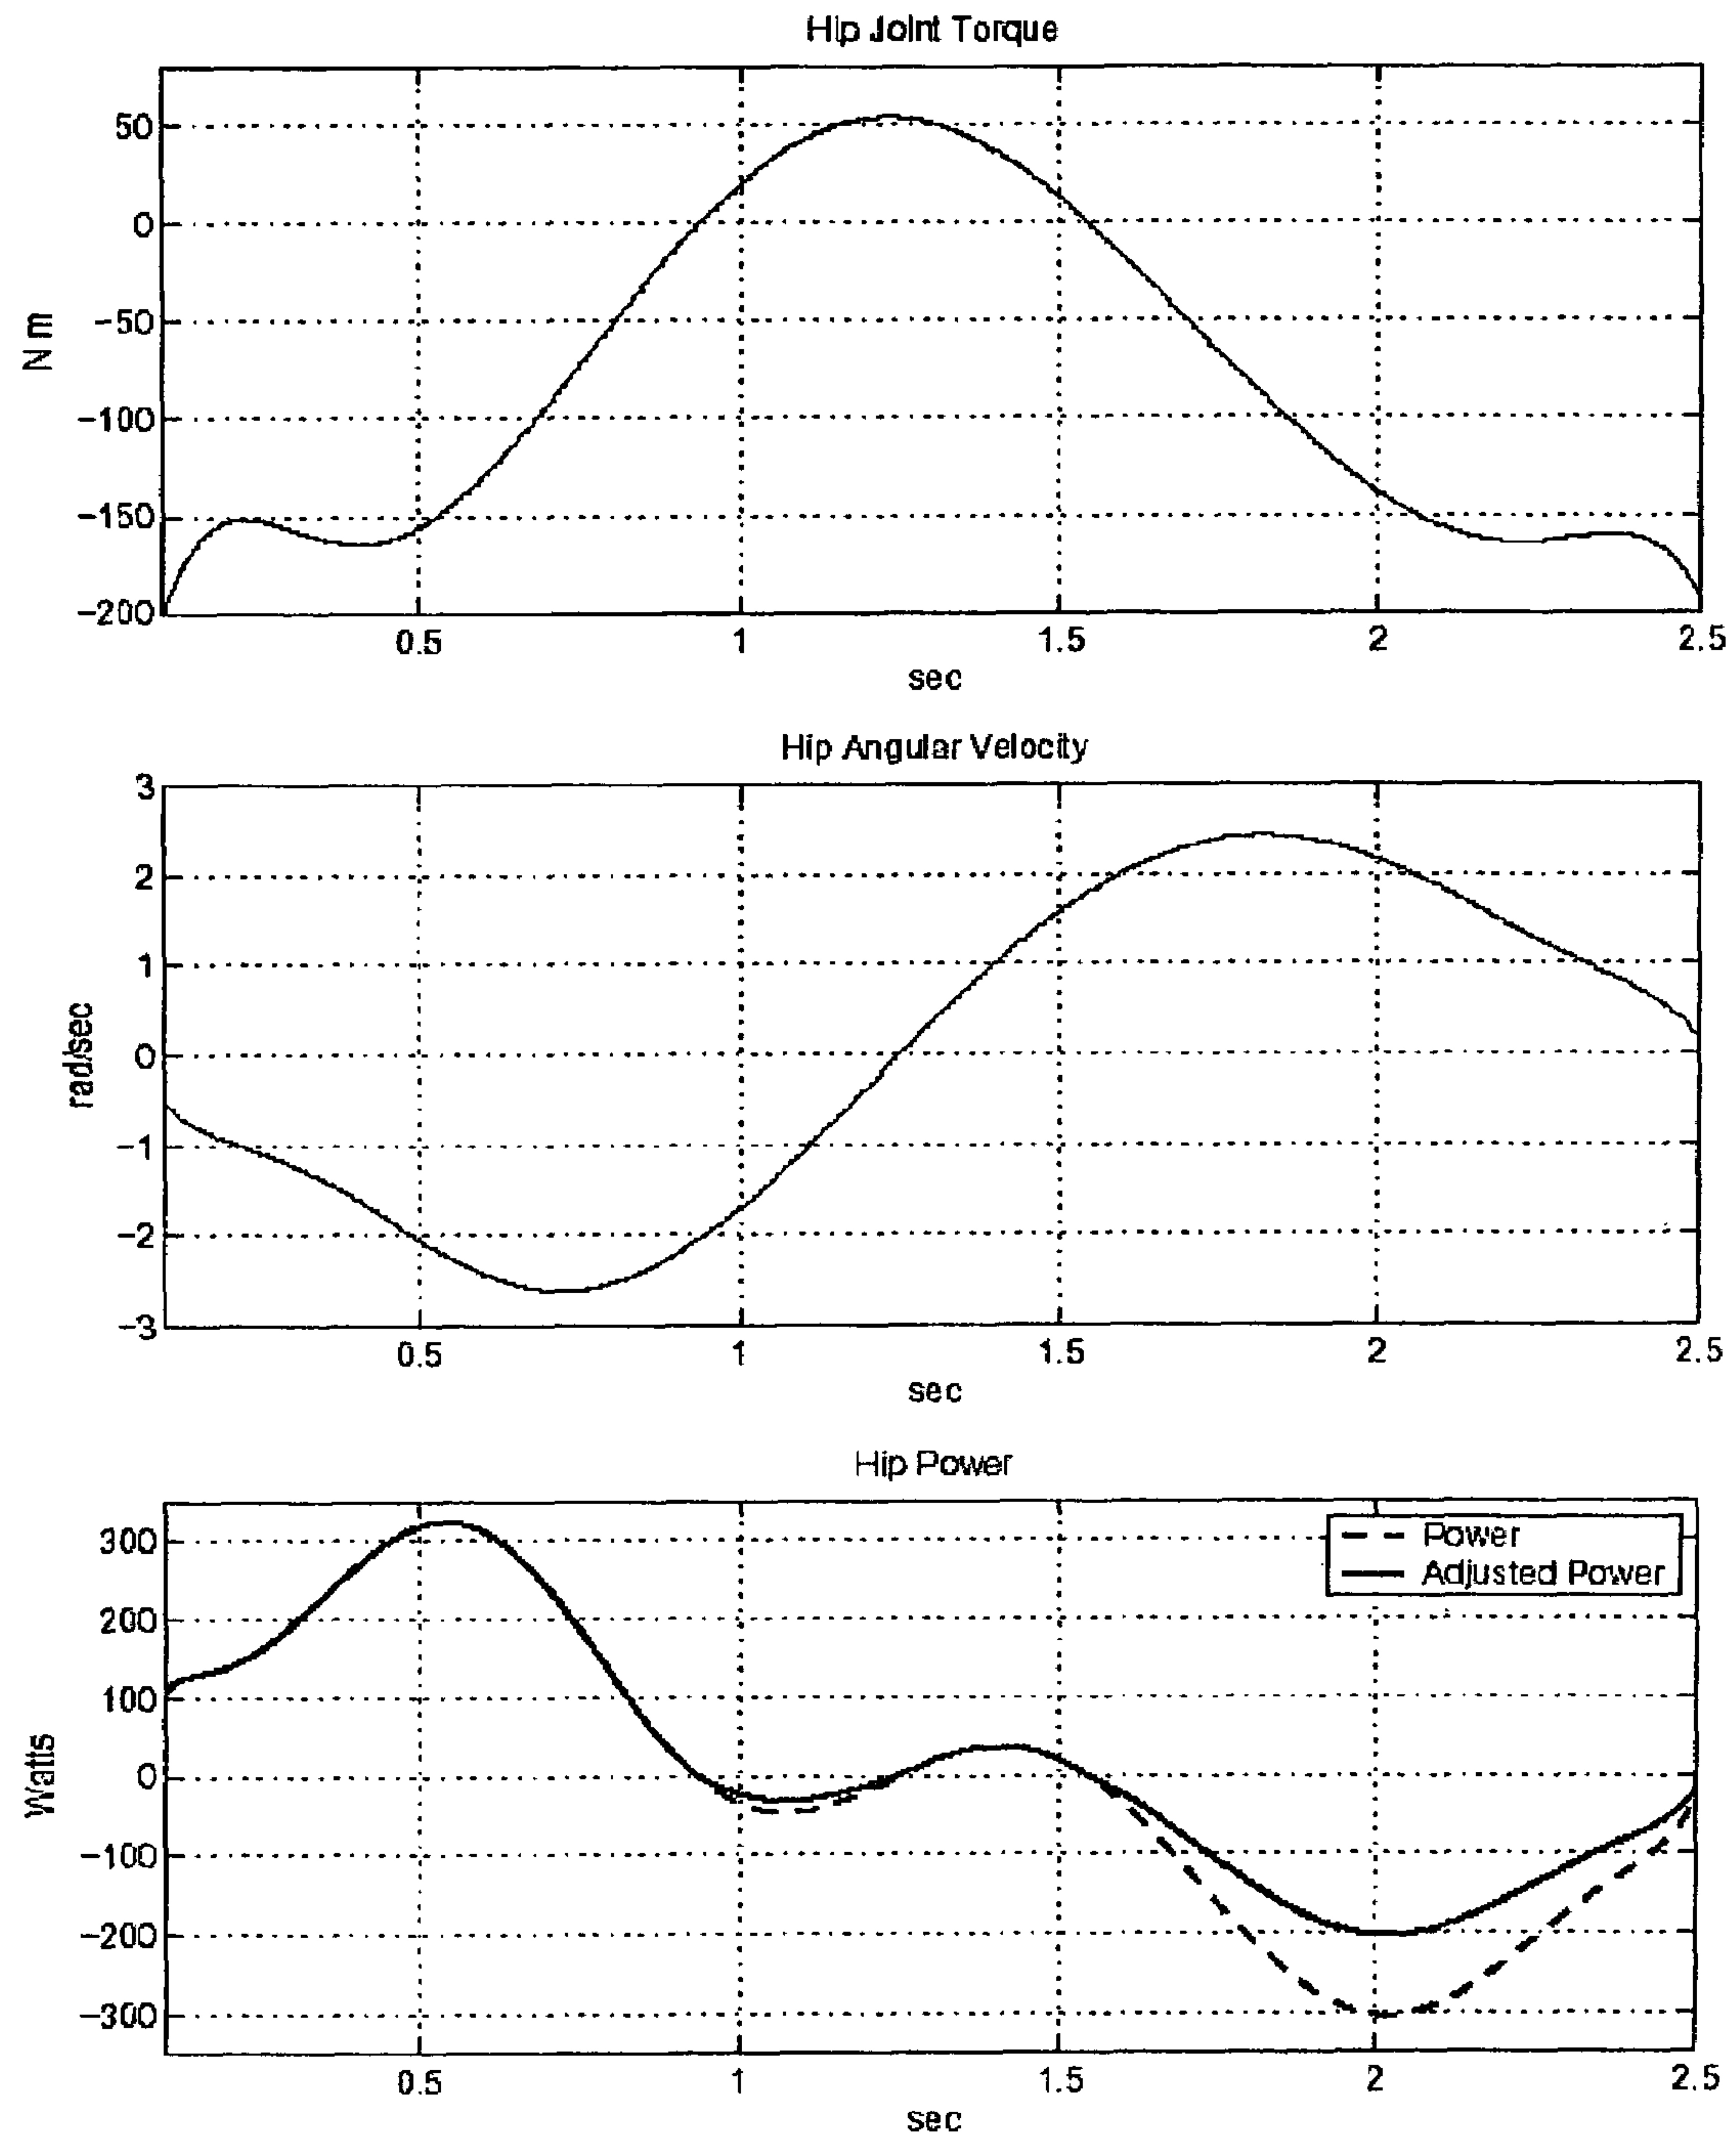 Hip Joint Torque
50
0
-50
-100
-150
-200
N m
0.5 1 1.5 2 2.5
sec
Hip Angular Velocity
3
2
1
0
-1
-2
-3
rad/sec
0.5 1 1.5 2 2.5
sec
Hip Power
300
200
100
0
-100
-200
-300
Watts
Power
Adjusted Power
0.5 1 1.5 2 2.5
sec